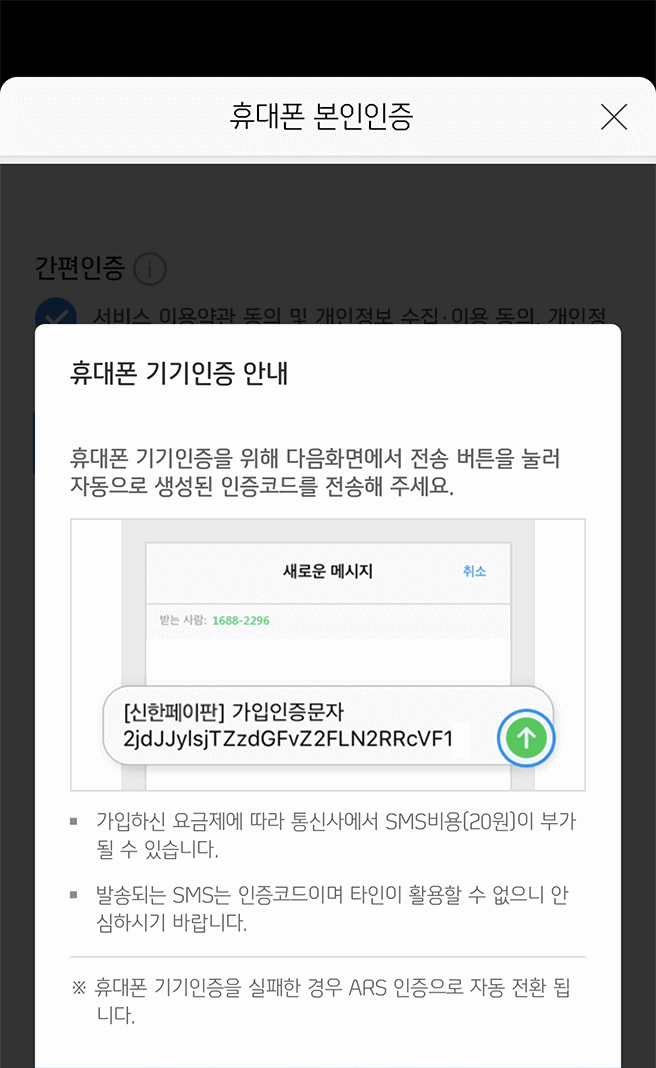 휴대폰 본인인증
간편인증
서비스 이용약관 동의 및 개인정보 수집·이용 동의, 개인정
휴대폰 기기인증 안내
휴대폰 기기인증을 위해 다음화면에서 전송 버튼을 눌러
자동으로 생성된 인증코드를 전송해 주세요.
새로운 메시지
취소
받는 사람: 1688-2296
[신한페이판] 가입인증문자
2jdJJylsjTZzdGFvZ2FLN2RRcVF1
가입하신 요금제에 따라 통신사에서 SMS비용(20원)이 부가
될 수 있습니다.
발송되는 SMS는 인증코드이며 타인이 활용할 수 없으니 안
심하시기 바랍니다.
※ 휴대폰 기기인증을 실패한 경우 ARS 인증으로 자동 전환 됩
니다.